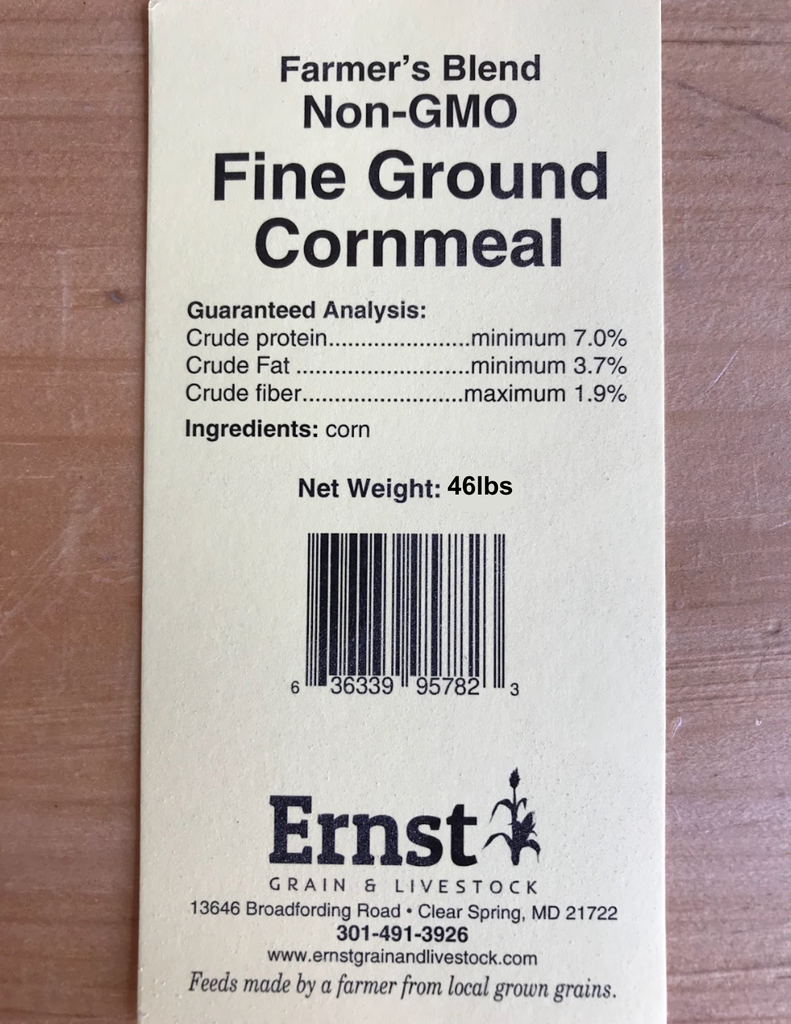 Farmer's Blend
Non-GMO
Fine Ground
Cornmeal
Guaranteed Analysis:
Crude protein.......................minimum 7.0%
Crude Fat ............................minimum 3.7%
Crude fiber..........................maximum 1.9%
Ingredients: corn
Net Weight: 46lbs
6 36339 95782 3
Ernst
GRAIN & LIVESTOCK
13646 Broadfording Road • Clear Spring, MD 21722
301-491-3926
www.ernstgrainandlivestock.com
Feeds made by a farmer from local grown grains.